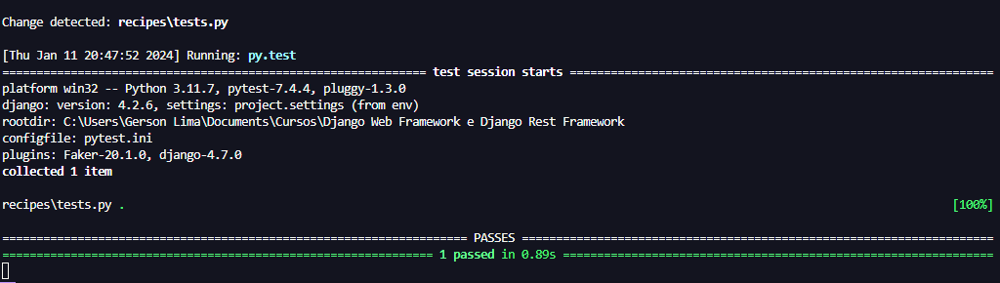 Change detected: recipes\tests.py
[Thu Jan 11 20:47:52 2024] Running: py.test
============================================================== test session starts ==============================================================
platform win32 -- Python 3.11.7, pytest-7.4.4, pluggy-1.3.0
django: version: 4.2.6, settings: project.settings (from env)
rootdir: C:\Users\Gerson Lima\Documents\Cursos\Django Web Framework e Django Rest Framework
configfile: pytest.ini
plugins: Faker-20.1.0, django-4.7.0
collected 1 item
recipes\tests.py . [100%]
==================================================================== PASSES =====================================================================
=============================================================== 1 passed in 0.89s ===============================================================